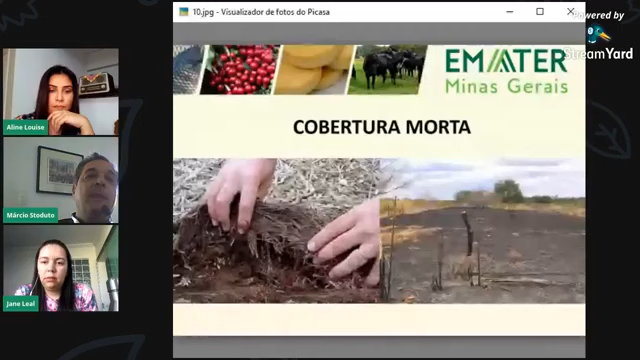 10.jpg - Visualizador de fotos do Picasa
Powered by
StreamYard
EMATER
Minas Gerais
COBERTURA MORTA
Aline Louise
Márcio Stoduto
Jane Leal